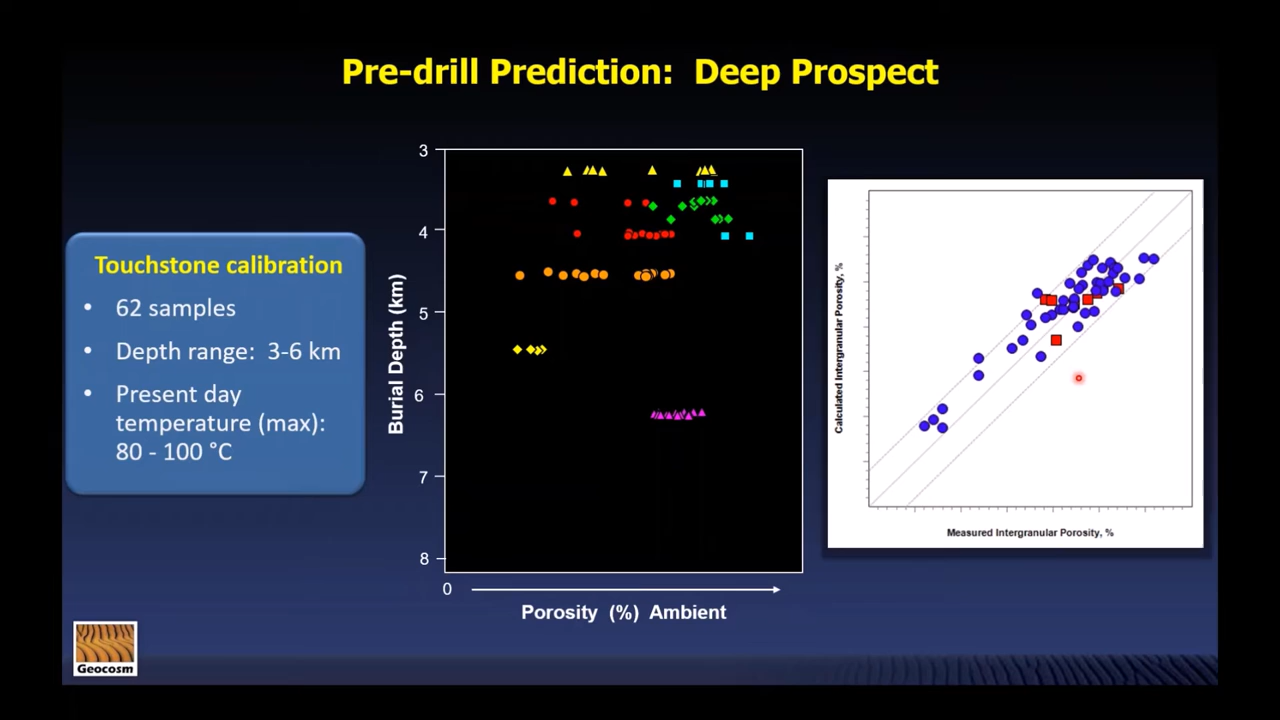 Pre-drill Prediction:  Deep Prospect
Touchstone calibration
• 62 samples
• Depth range:  3-6 km
• Present day
temperature (max):
80 - 100 °C
Burial Depth (km)
3
4
5
6
7
8
0
Porosity  (%)  Ambient
Calculated Intergranular Porosity, %
Measured Intergranular Porosity, %
Geocosm